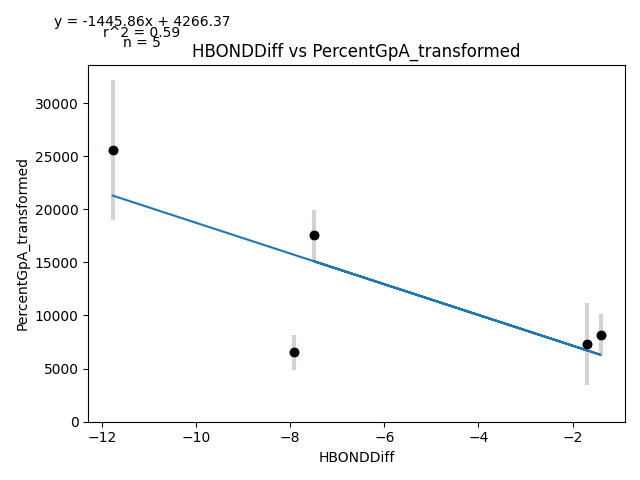 y = -1445.86x + 4266.37
r^2 = 0.59
n = 5
HBONDDiff vs PercentGpA_transformed
PercentGpA_transformed
30000
25000
20000
15000
10000
5000
0
−12
−10
−8
−6
−4
−2
HBONDDiff